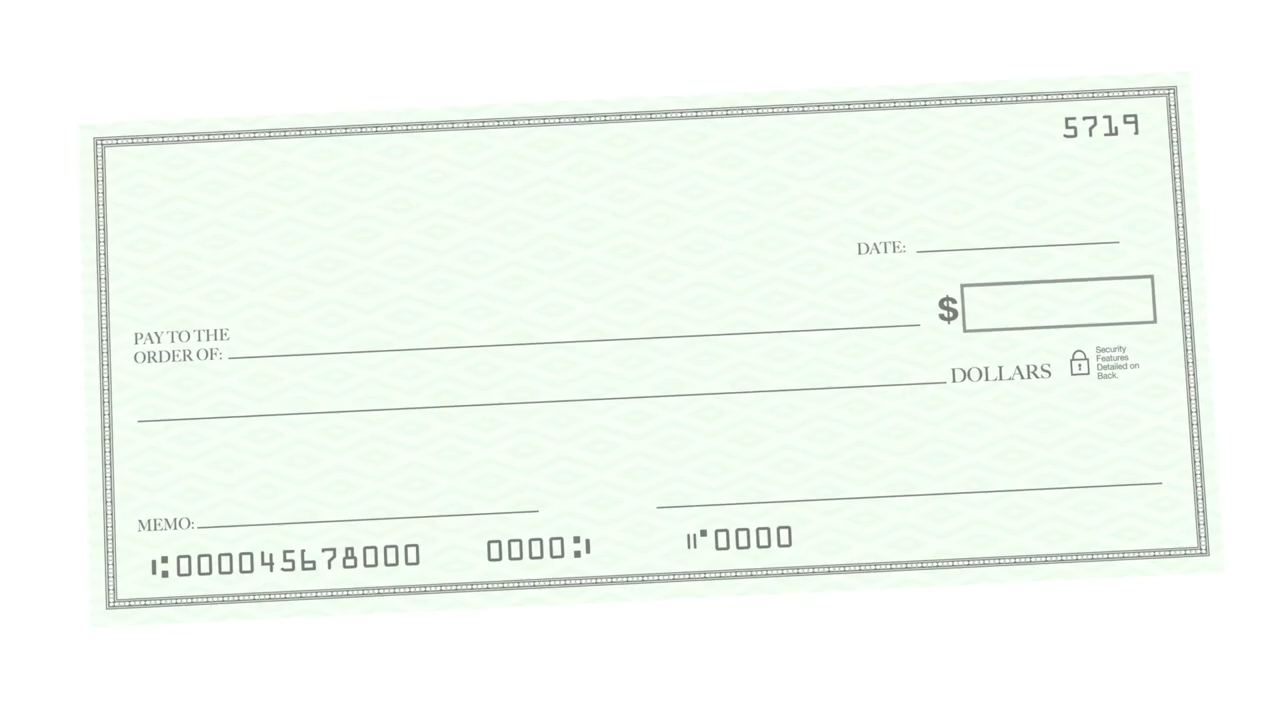 5719
DATE:
PAY TO THE
ORDER OF:
$
DOLLARS
Security
Features
Detailed on
Back.
MEMO:
⑆000045678000 0000⑆ ⑈0000